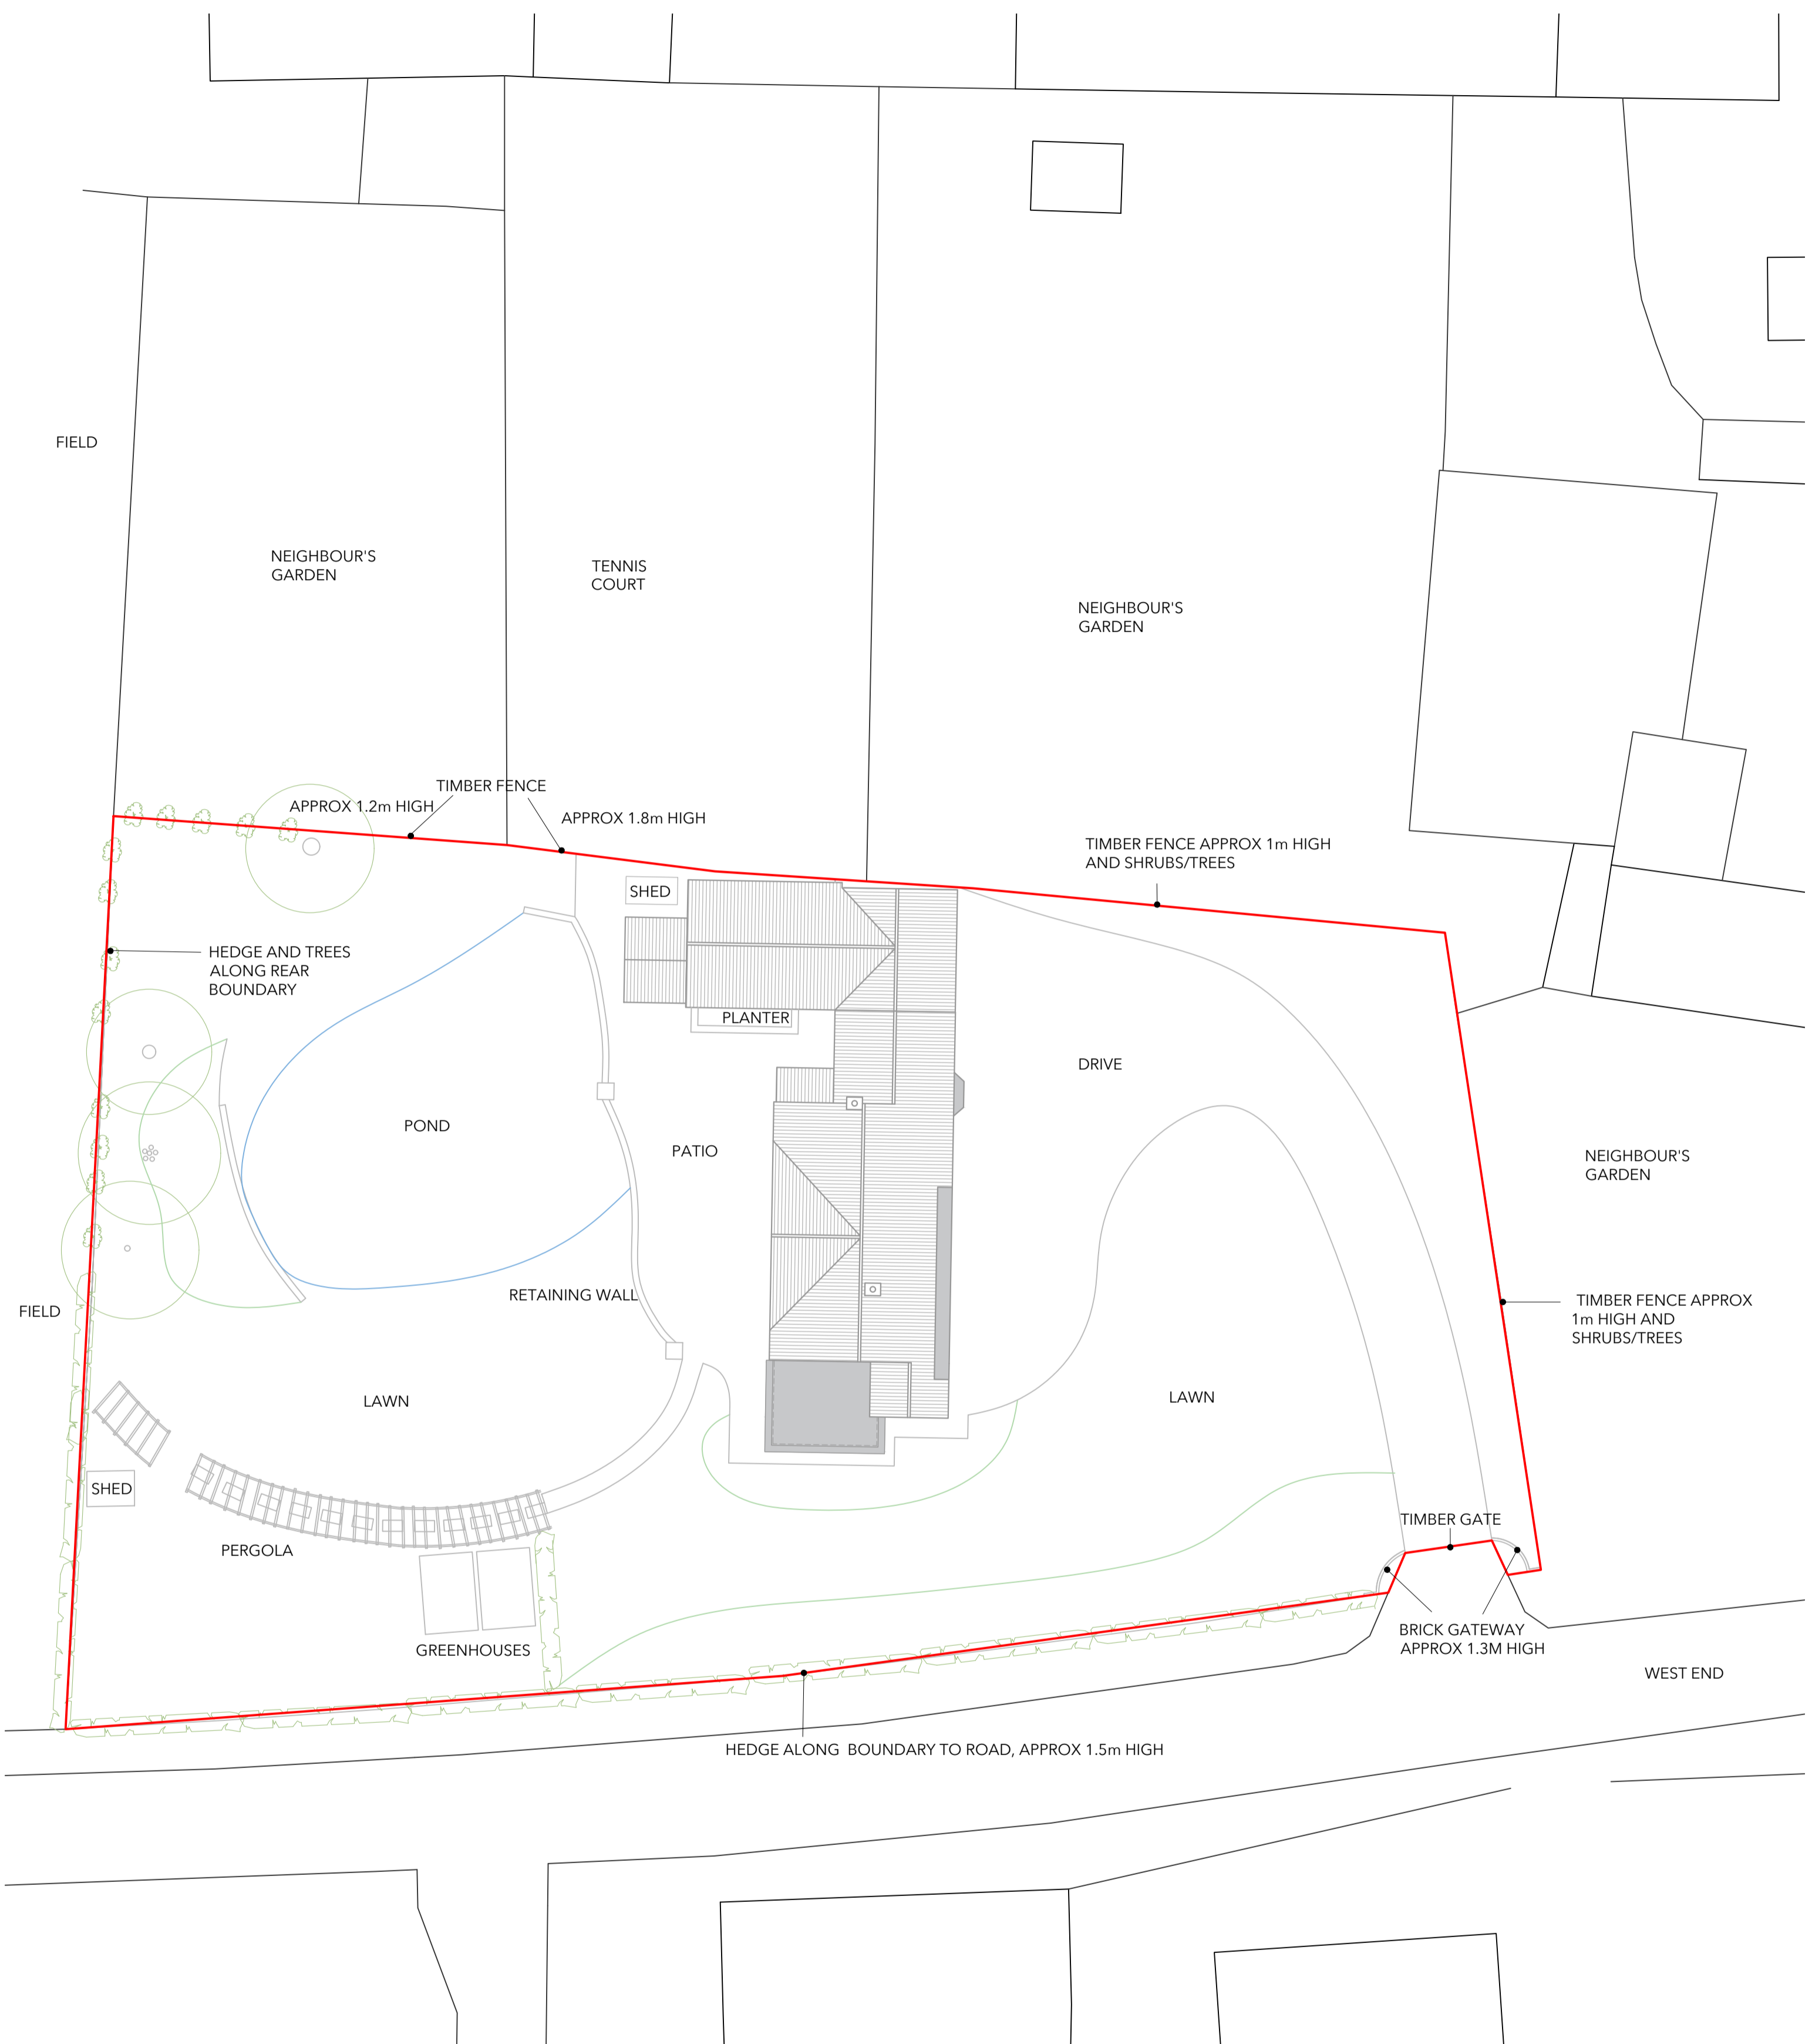 FIELD
NEIGHBOUR'S
GARDEN
TENNIS
COURT
NEIGHBOUR'S
GARDEN
TIMBER FENCE
APPROX 1.2m HIGH
APPROX 1.8m HIGH
TIMBER FENCE APPROX 1m HIGH
AND SHRUBS/TREES
SHED
HEDGE AND TREES
ALONG REAR
BOUNDARY
PLANTER
DRIVE
POND
PATIO
NEIGHBOUR'S
GARDEN
RETAINING WALL
FIELD
TIMBER FENCE APPROX
1m HIGH AND
SHRUBS/TREES
LAWN
LAWN
SHED
TIMBER GATE
PERGOLA
GREENHOUSES
BRICK GATEWAY
APPROX 1.3M HIGH
WEST END
HEDGE ALONG BOUNDARY TO ROAD, APPROX 1.5m HIGH